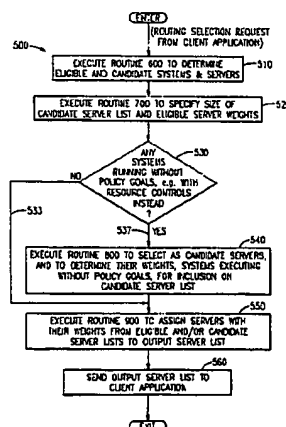 ENTER
(ROUTING SELECTION REQUEST
FROM CLIENT APPLICATION)
500
EXECUTE ROUTINE 600 TO DETERMINE
ELIGIBLE AND CANDIDATE SYSTEMS & SERVERS
510
EXECUTE ROUTINE 700 TO SPECIFY SIZE OF
CANDIDATE SERVER LIST AND ELIGIBLE SERVER WEIGHTS
52
ANY
SYSTEMS
RUNNING WITHOUT
POLICY GOALS, e.g. WITH
RESOURCE CONTROLS
INSTEAD
?
530
NO
533
537
YES
EXECUTE ROUTINE 800 TO SELECT AS CANDIDATE SERVERS,
AND TO DETERMINE THEIR WEIGHTS, SYSTEMS EXECUTING
WITHOUT POLICY GOALS, FOR INCLUSION ON
CANDIDATE SERVER LIST
540
EXECUTE ROUTINE 900 TO ASSIGN SERVERS WITH
THEIR WEIGHTS FROM ELIGIBLE AND/OR CANDIDATE
SERVER LISTS TO OUTPUT SERVER LIST
550
SEND OUTPUT SERVER LIST TO
CLIENT APPLICATION
560
EXIT